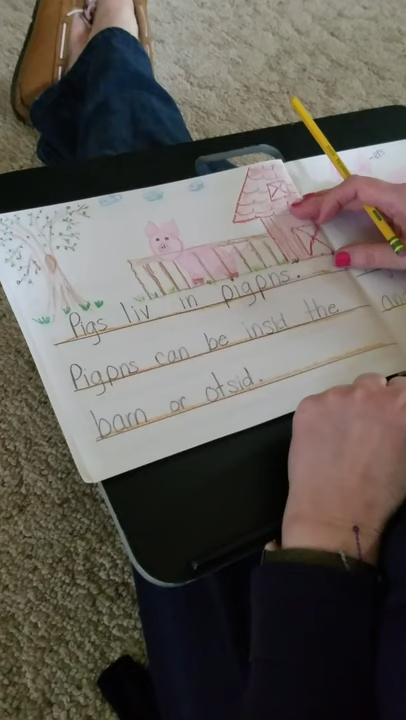 Pigs liv in pigpns.
Pigpns can be insid the
barn or otsid.